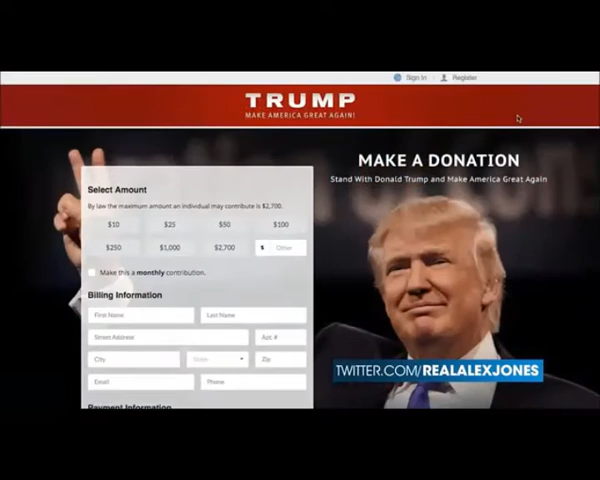 Sign In
Register
TRUMP
MAKE AMERICA GREAT AGAIN!
MAKE A DONATION
Stand With Donald Trump and Make America Great Again
Select Amount
By law the maximum amount an individual may contribute is $2,700.
$10 $25 $50 $100
$250 $1,000 $2,700 $ Other
Make this a monthly contribution.
Billing Information
First Name Last Name
Street Address Apt. #
City State Zip
Email Phone
Payment Information
TWITTER.COM/REALALEXJONES